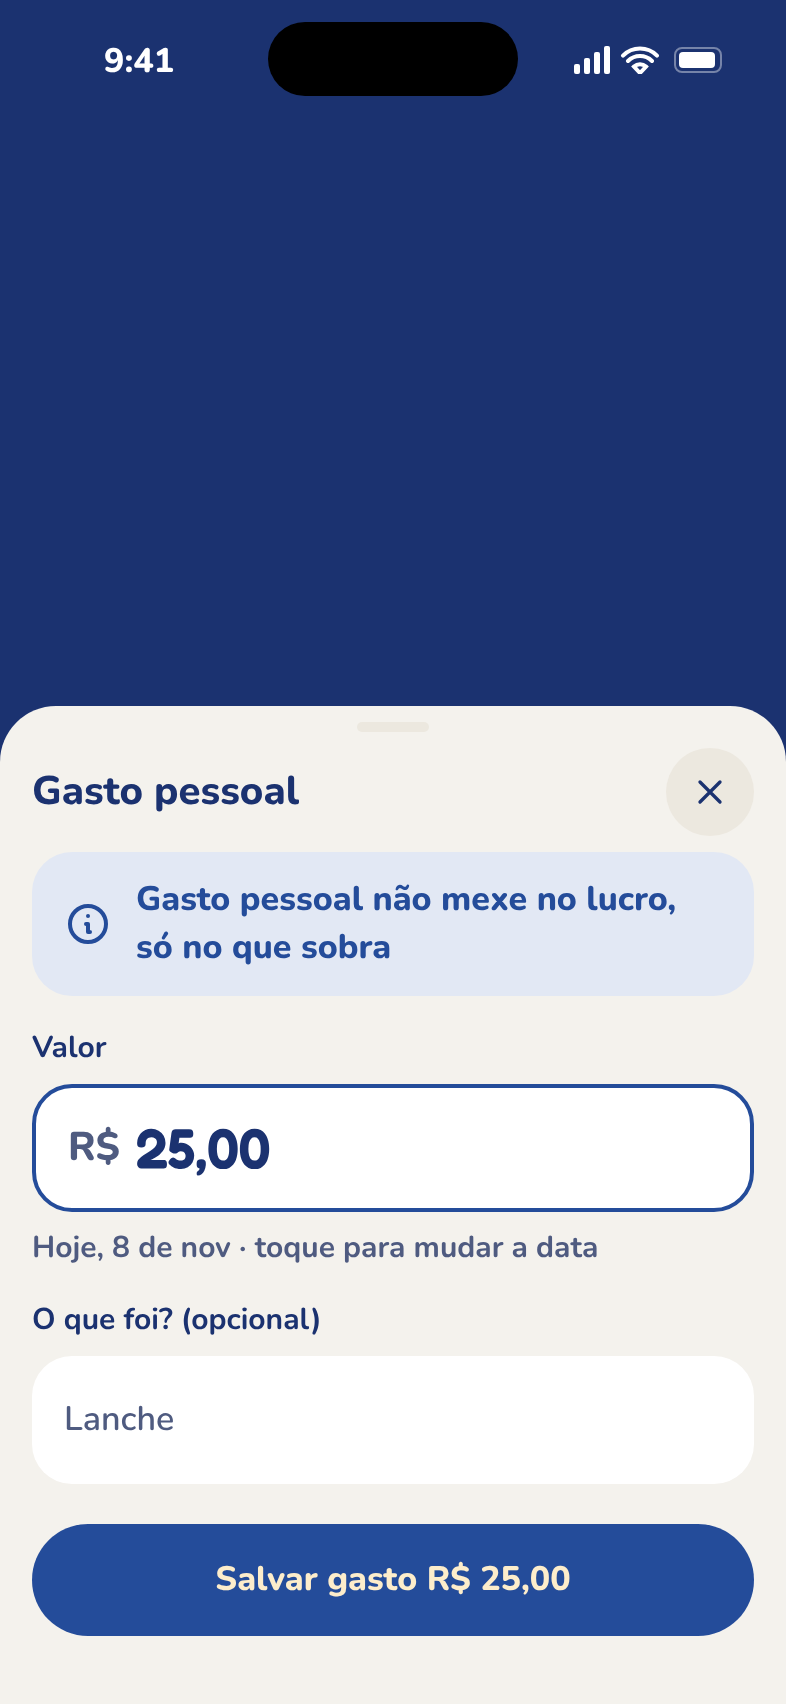 9:41
Gasto pessoal
Gasto pessoal não mexe no lucro,
só no que sobra
Valor
R$ 25,00
Hoje, 8 de nov · toque para mudar a data
O que foi? (opcional)
Lanche
Salvar gasto R$ 25,00